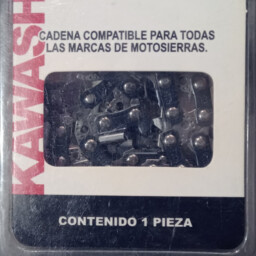 KAWASH
CADENA COMPATIBLE PARA TODAS
LAS MARCAS DE MOTOSIERRAS.
CONTENIDO 1 PIEZA